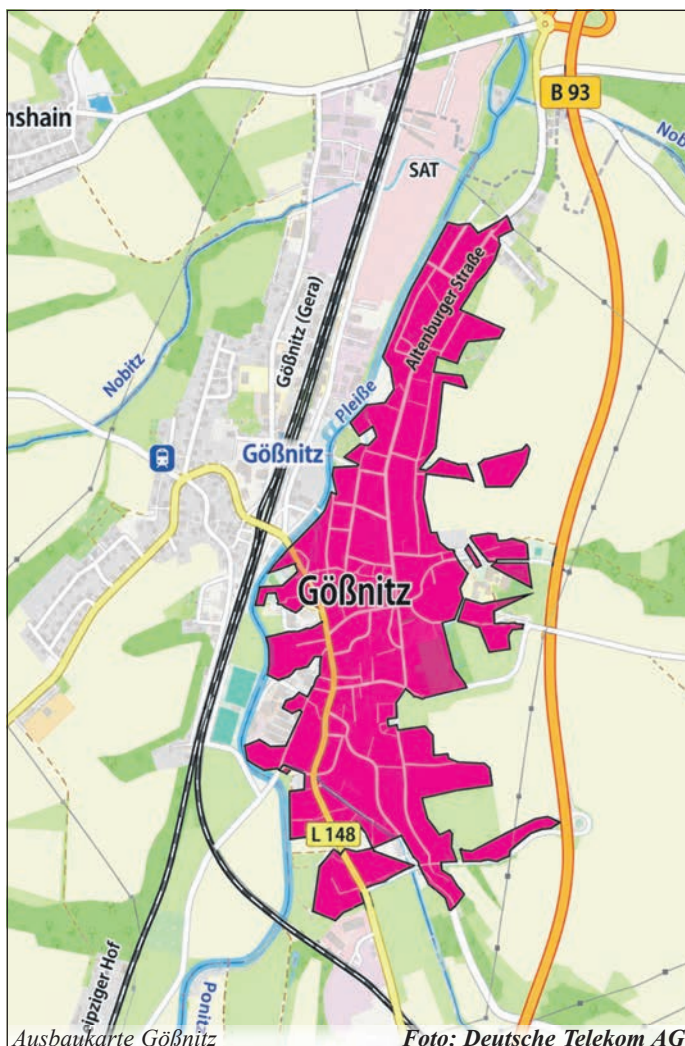 B 93
nshain
Nob
SAT
Altenburger Straße
Gößnitz (Gera)
Nobitz
Pleiße
Gößnitz
Gößnitz
L 148
eipziger Hof
Ponitz
Ausbaukarte Gößnitz
Foto: Deutsche Telekom AG